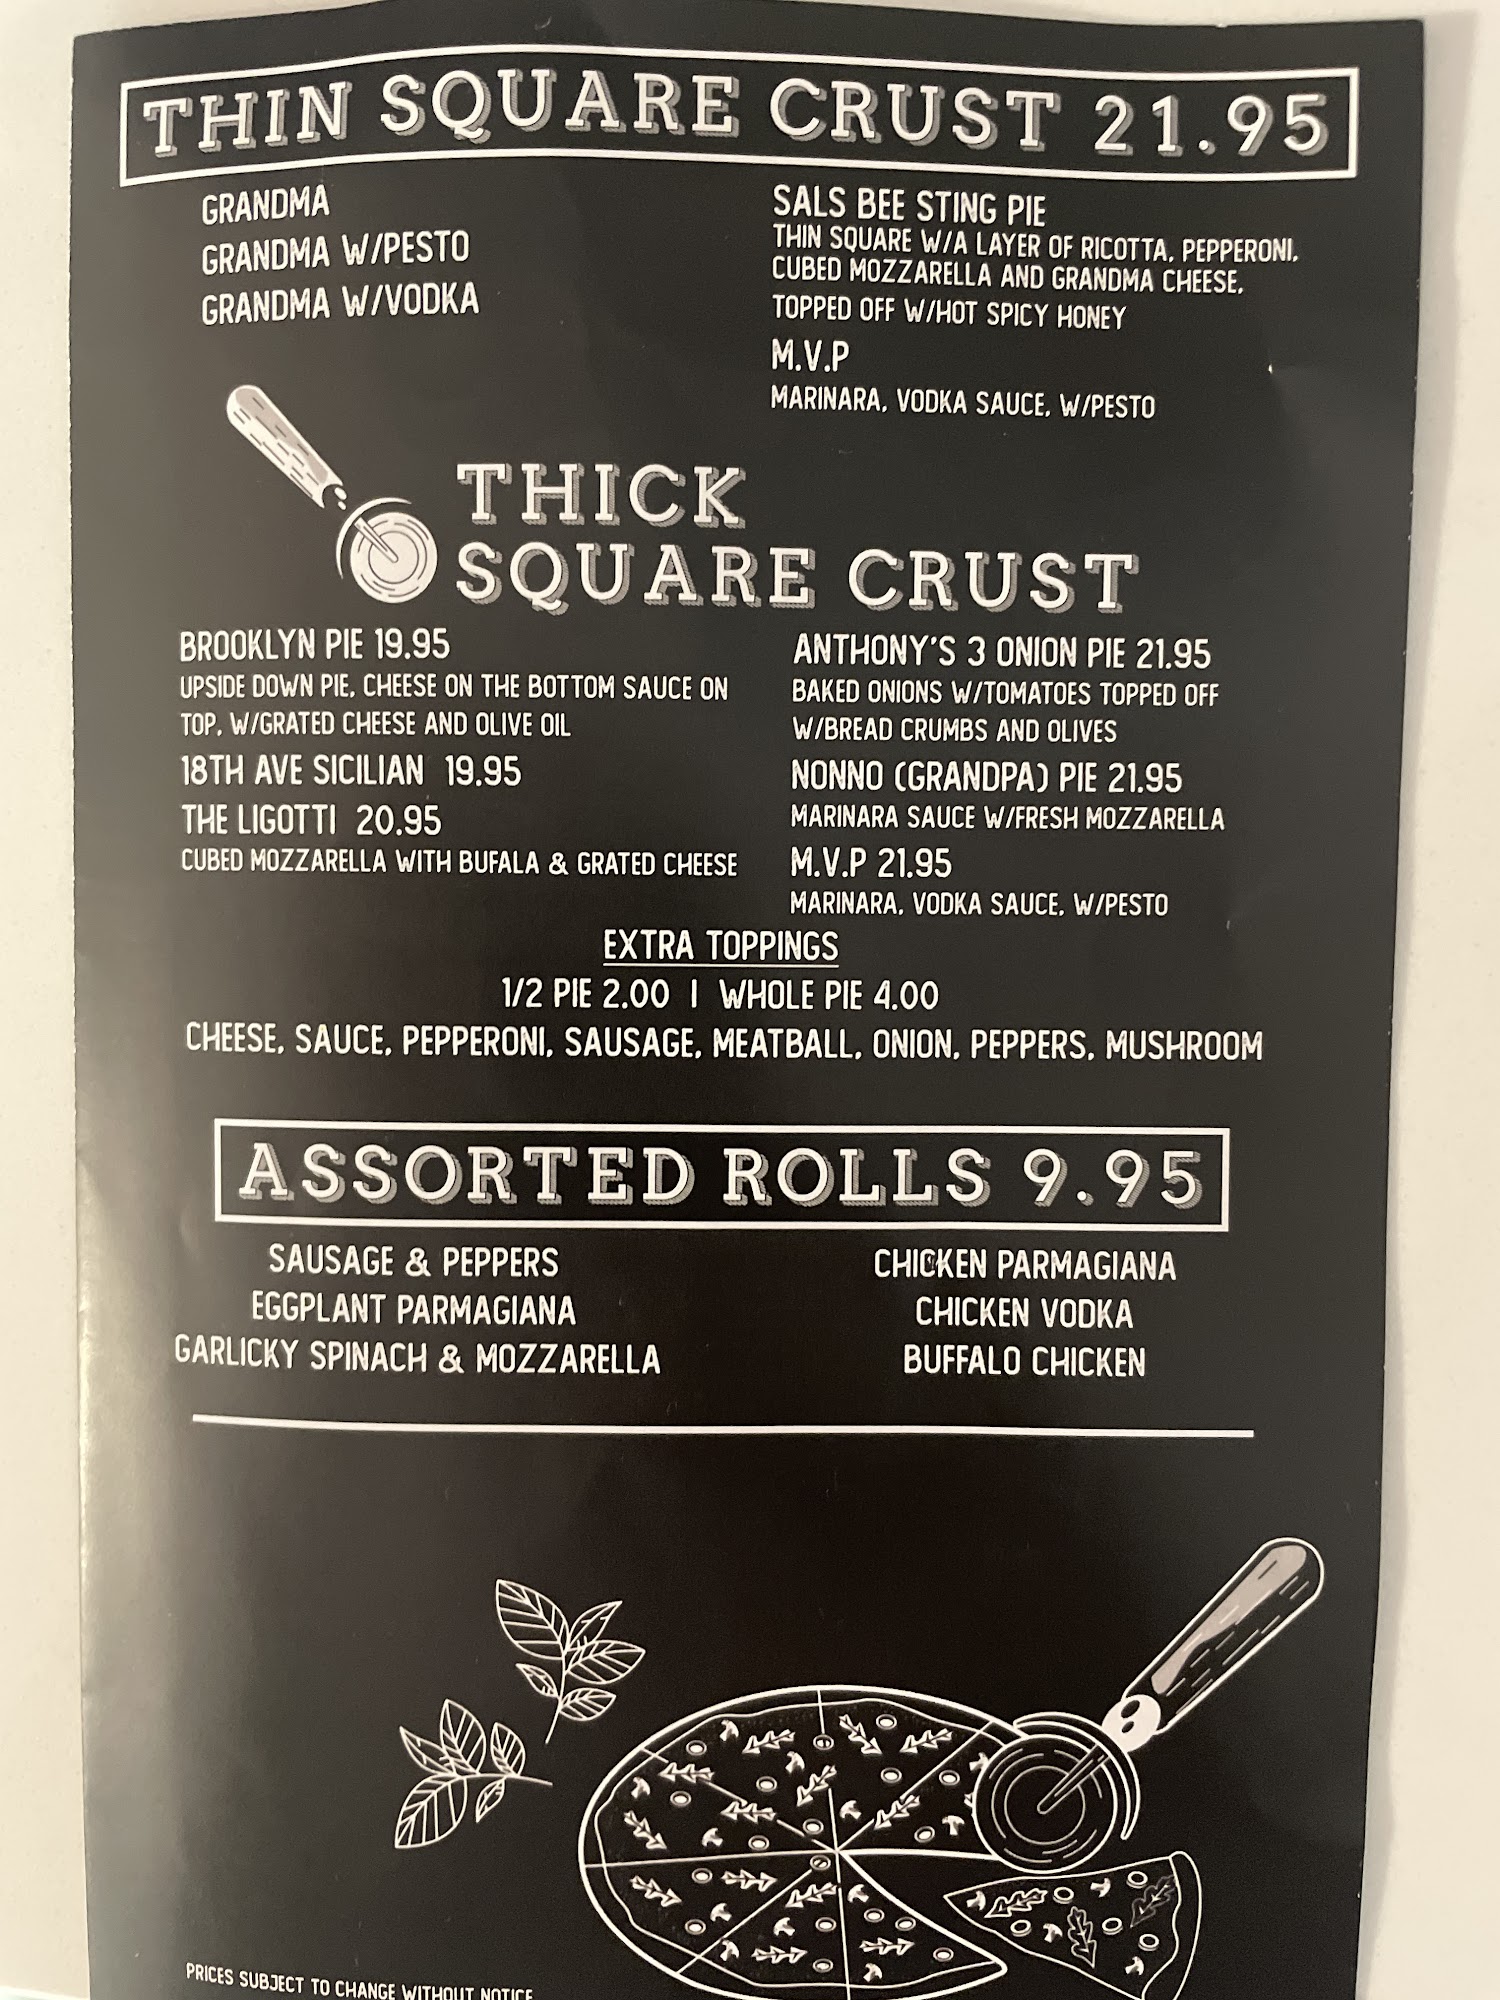 THIN SQUARE CRUST 21.95
GRANDMA
GRANDMA W/PESTO
GRANDMA W/VODKA
SALS BEE STING PIE
THIN SQUARE W/A LAYER OF RICOTTA, PEPPERONI,
CUBED MOZZARELLA AND GRANDMA CHEESE,
TOPPED OFF W/HOT SPICY HONEY
M.V.P
MARINARA, VODKA SAUCE, W/PESTO
THICK
SQUARE CRUST
BROOKLYN PIE 19.95
UPSIDE DOWN PIE, CHEESE ON THE BOTTOM SAUCE ON
TOP, W/GRATED CHEESE AND OLIVE OIL
18TH AVE SICILIAN 19.95
THE LIGOTTI 20.95
CUBED MOZZARELLA WITH BUFALA & GRATED CHEESE
ANTHONY'S 3 ONION PIE 21.95
BAKED ONIONS W/TOMATOES TOPPED OFF
W/BREAD CRUMBS AND OLIVES
NONNO (GRANDPA) PIE 21.95
MARINARA SAUCE W/FRESH MOZZARELLA
M.V.P 21.95
MARINARA, VODKA SAUCE, W/PESTO
EXTRA TOPPINGS
1/2 PIE 2.00 | WHOLE PIE 4.00
CHEESE, SAUCE, PEPPERONI, SAUSAGE, MEATBALL, ONION, PEPPERS, MUSHROOM
ASSORTED ROLLS 9.95
SAUSAGE & PEPPERS
EGGPLANT PARMAGIANA
GARLICKY SPINACH & MOZZARELLA
CHICKEN PARMAGIANA
CHICKEN VODKA
BUFFALO CHICKEN
PRICES SUBJECT TO CHANGE WITHOUT NOTICE